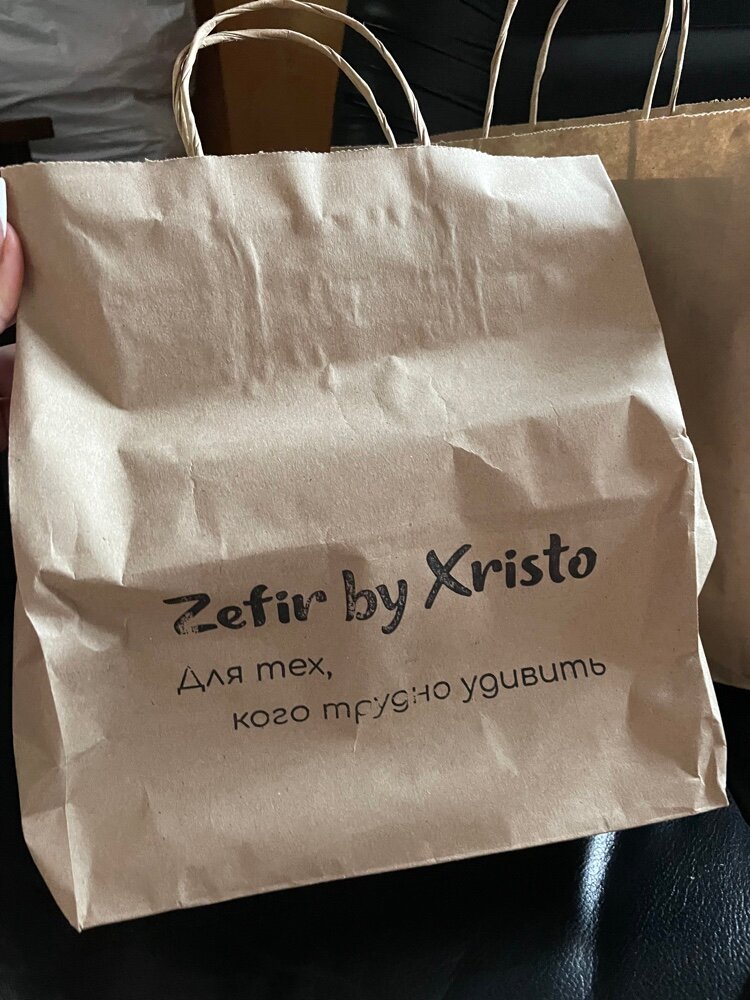 Zefir by Xristo
Для тех,
кого трудно удивить